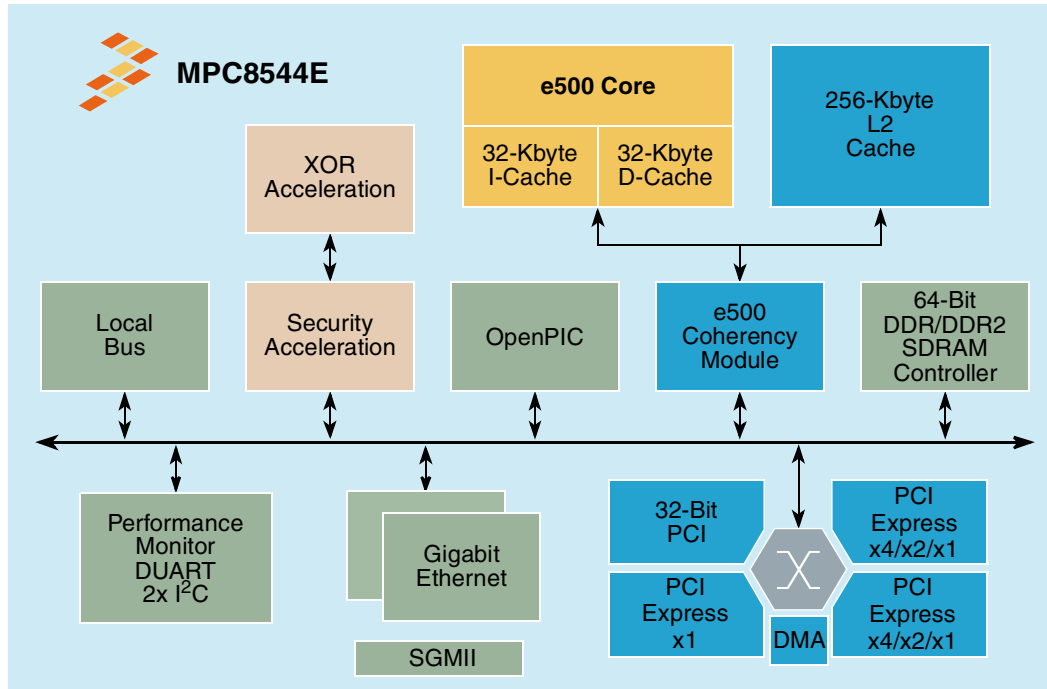 MPC8544E
e500 Core
32-Kbyte
I-Cache
32-Kbyte
D-Cache
256-Kbyte
L2
Cache
XOR
Acceleration
Local
Bus
Security
Acceleration
OpenPIC
e500
Coherency
Module
64-Bit
DDR/DDR2
SDRAM
Controller
Performance
Monitor
DUART
2x I²C
Gigabit
Ethernet
SGMII
32-Bit
PCI
PCI
Express
x4/x2/x1
PCI
Express
x1
DMA
PCI
Express
x4/x2/x1